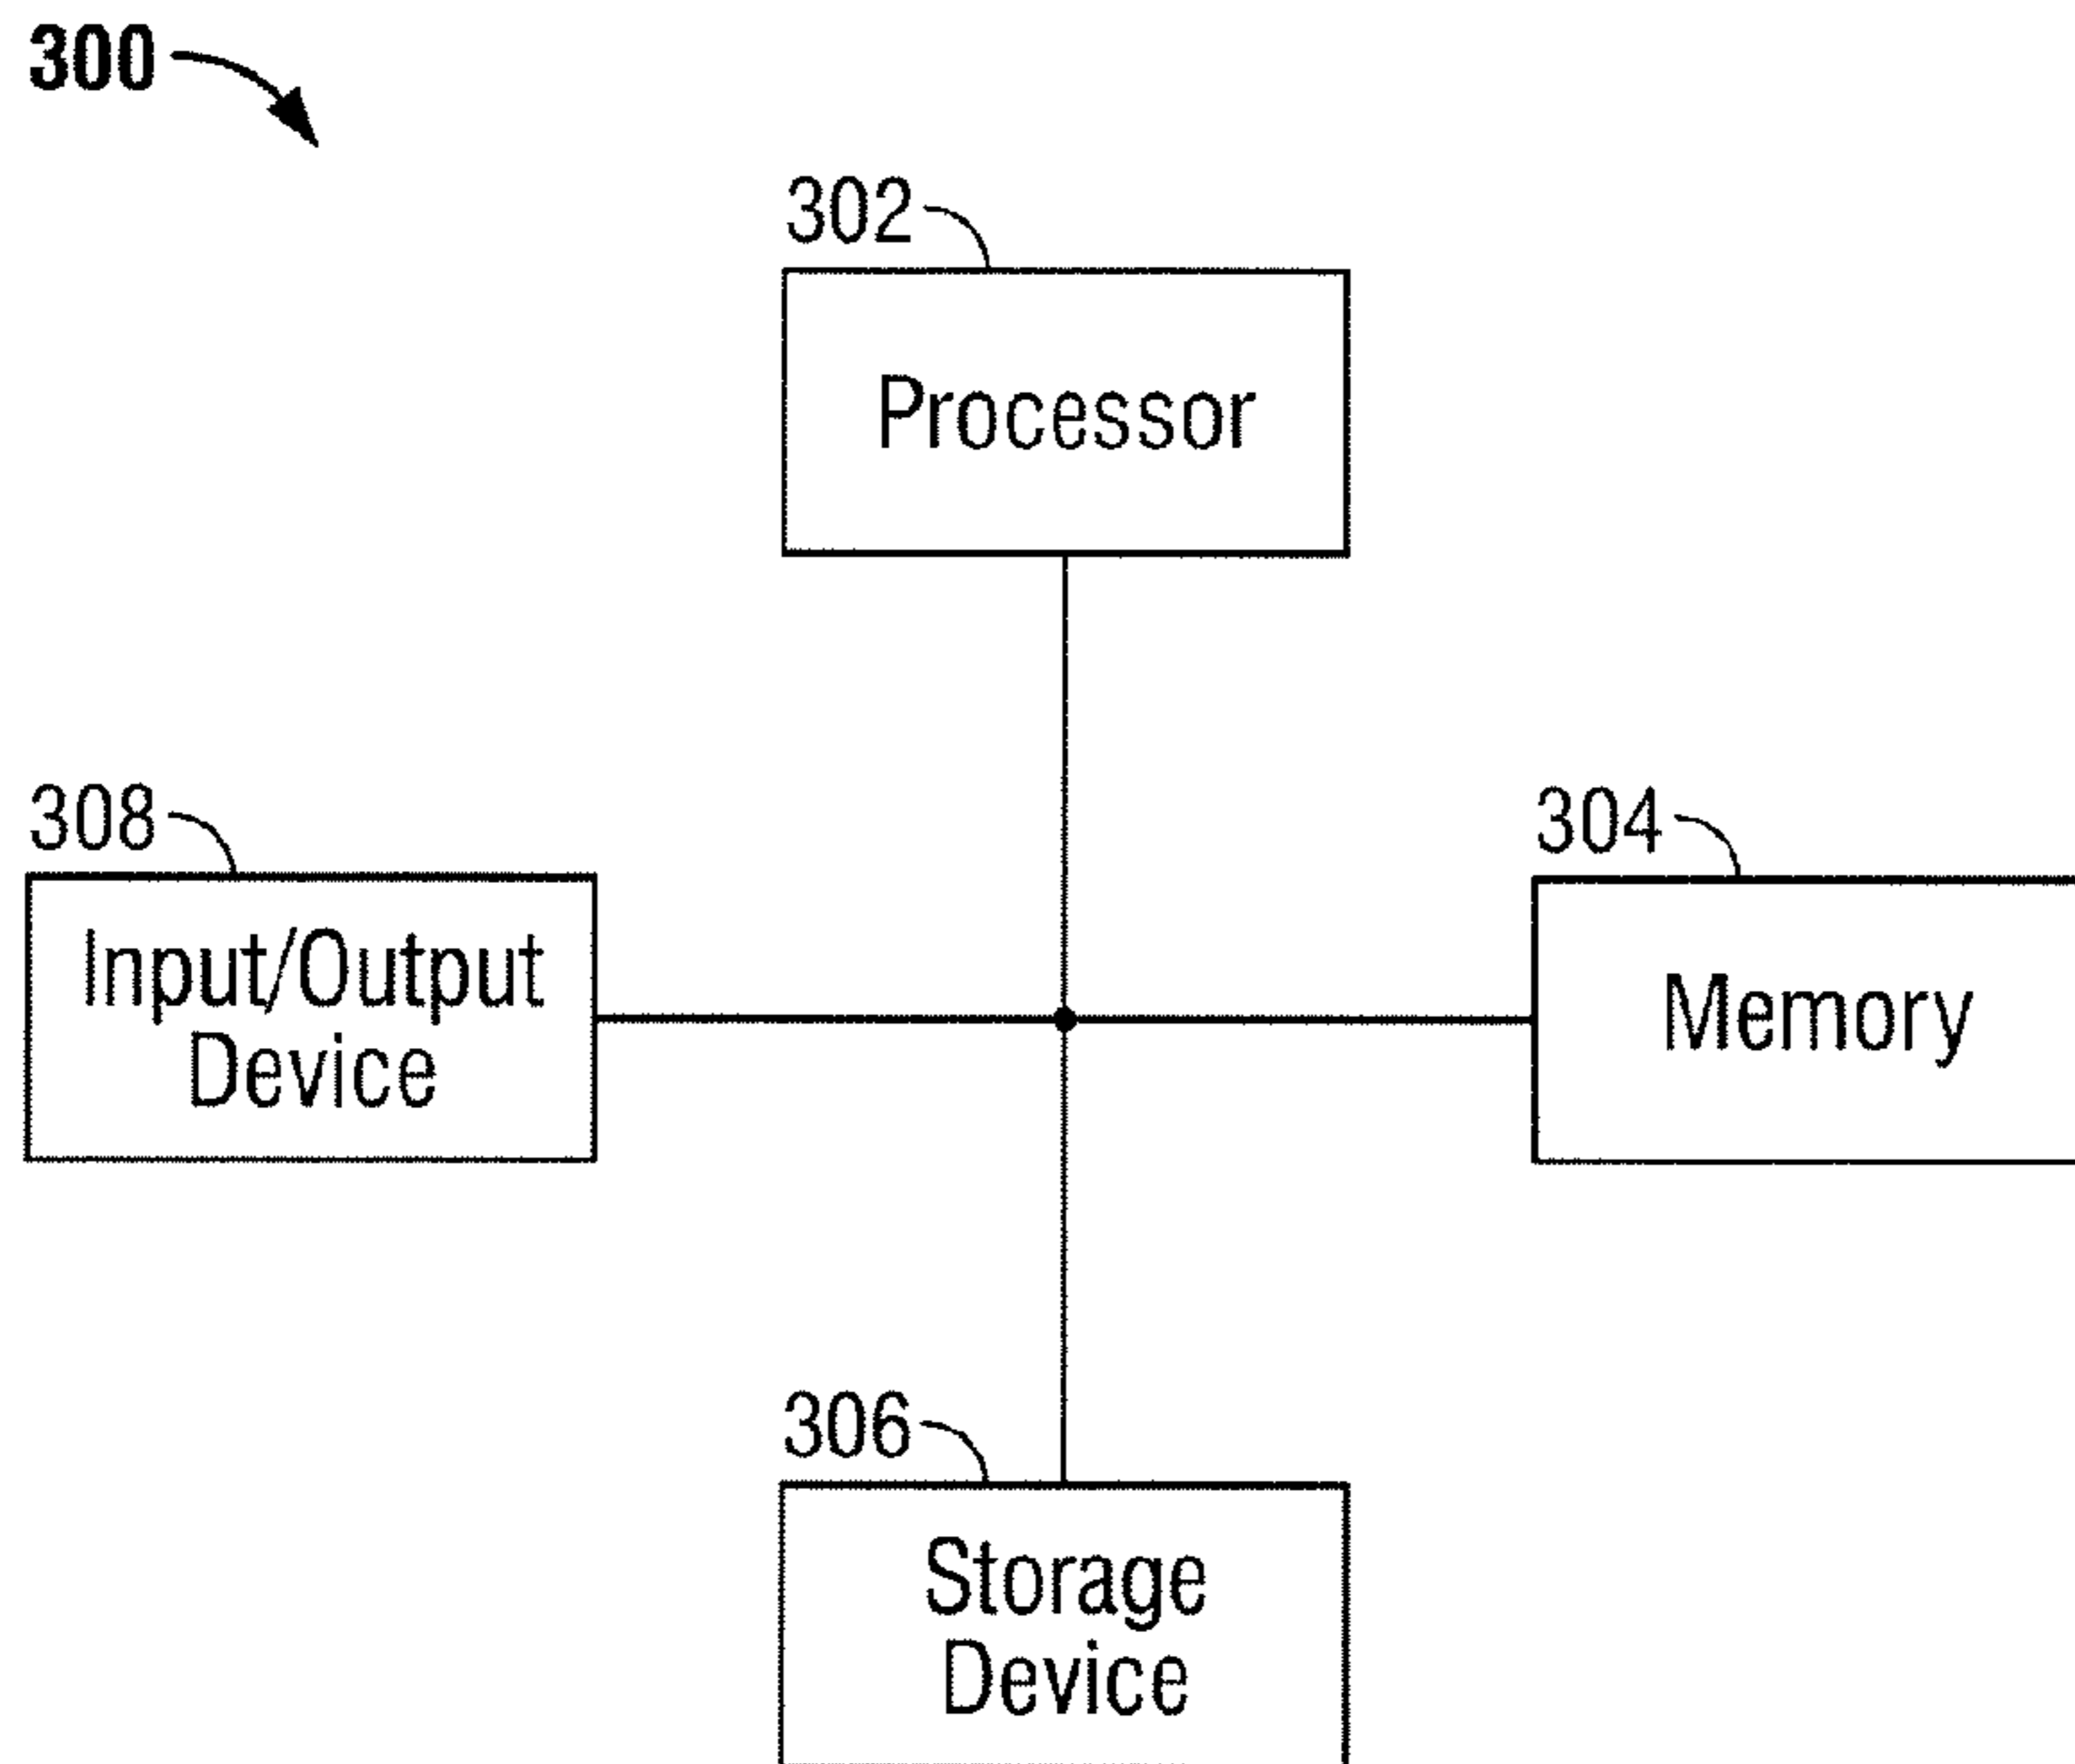 300
302
Processor
308
Input/Output
Device
304
Memory
306
Storage
Device